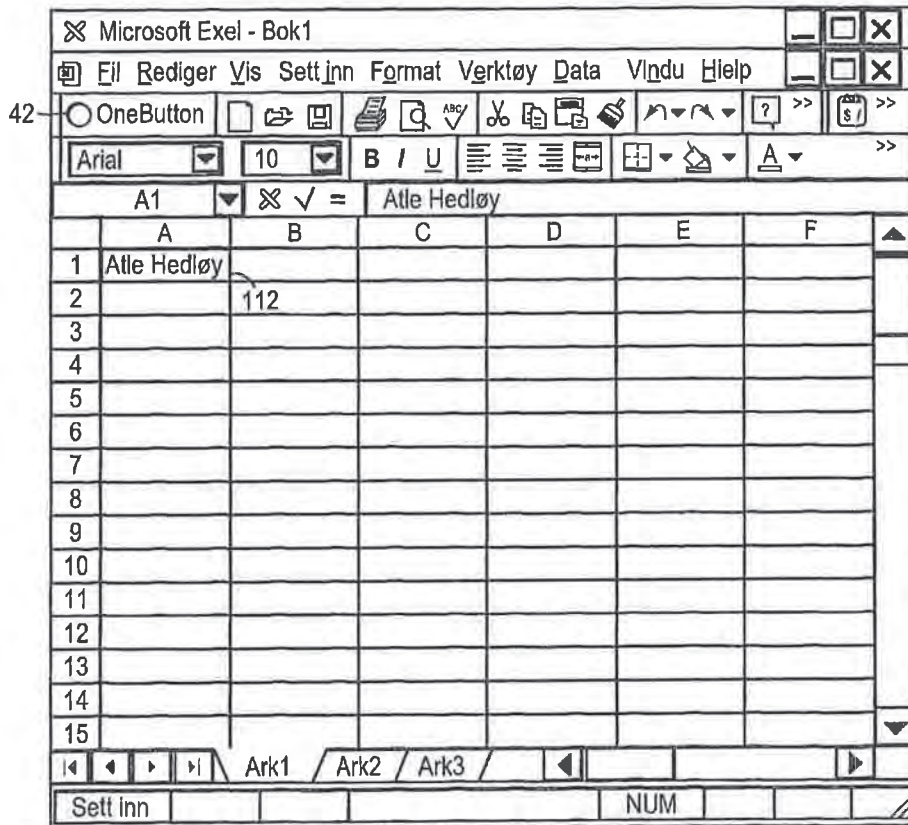 Microsoft Exel - Bok1
Fil Rediger Vis Sett inn Format Verktøy Data VIndu Hielp
42 OneButton ABC ? >> $ / >>
Arial 10 B I U a A >>
A1 = Atle Hedløy
A B C D E F
1 Atle Hedløy
2 112
3
4
5
6
7
8
9
10
11
12
13
14
15
Ark1 Ark2 Ark3
Sett inn NUM